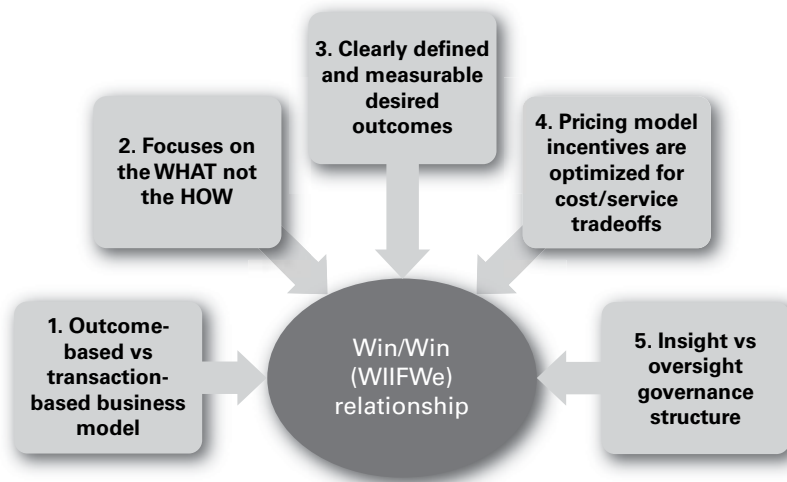 1. Outcome-
based vs
transaction-
based business
model
2. Focuses on
the WHAT not
the HOW
3. Clearly defined
and measurable
desired
outcomes
4. Pricing model
incentives are
optimized for
cost/service
tradeoffs
5. Insight vs
oversight
governance
structure
Win/Win
(WIIFWe)
relationship